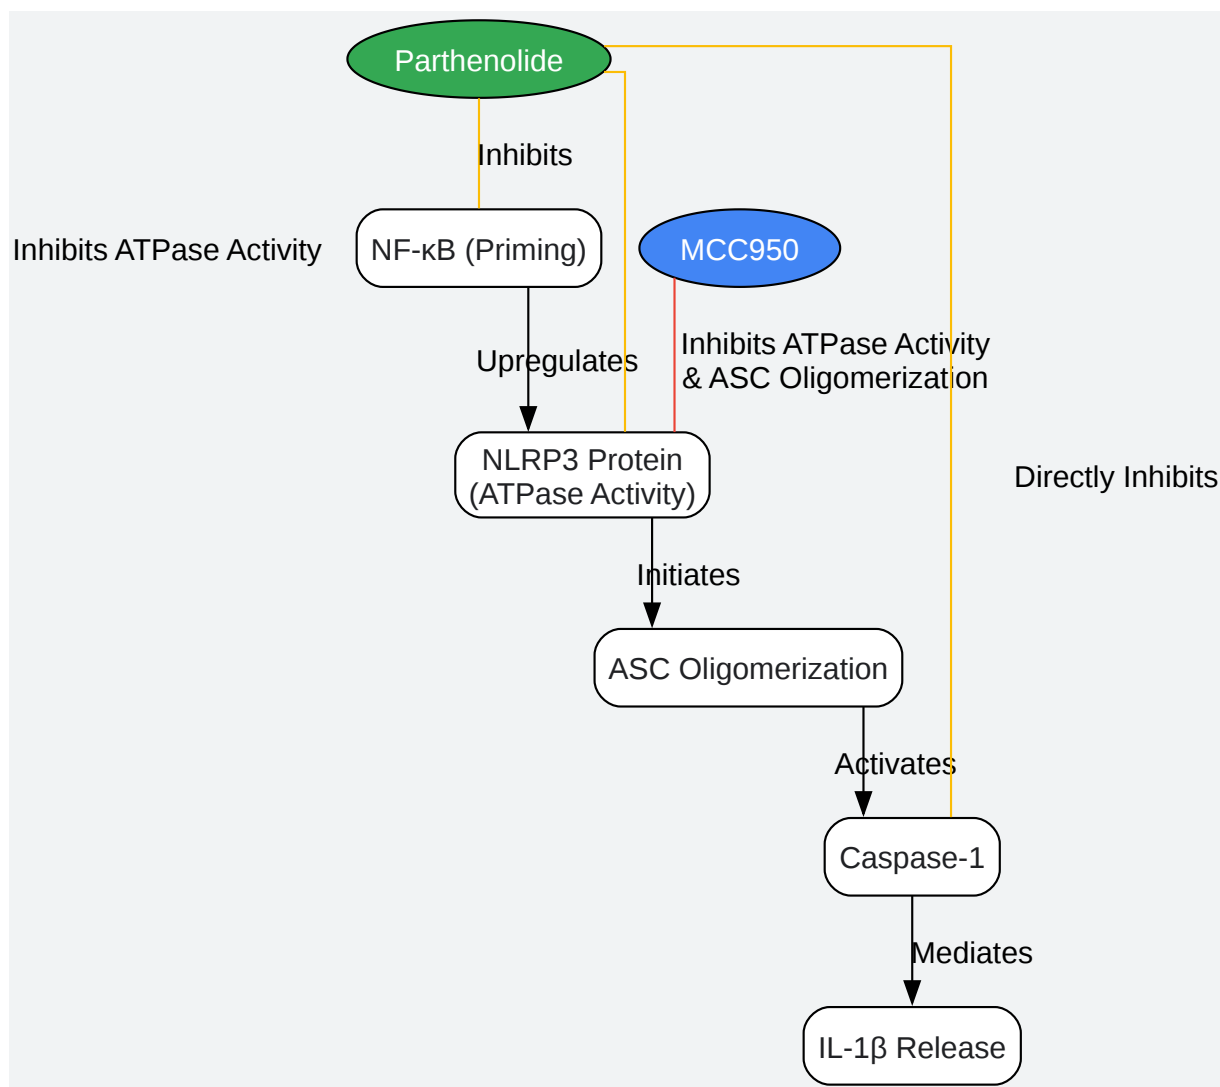 Parthenolide
Inhibits
Inhibits ATPase Activity
NF-κB (Priming)
MCC950
Upregulates
Inhibits ATPase Activity
& ASC Oligomerization
NLRP3 Protein
(ATPase Activity)
Directly Inhibits
Initiates
ASC Oligomerization
Activates
Caspase-1
Mediates
IL-1β Release